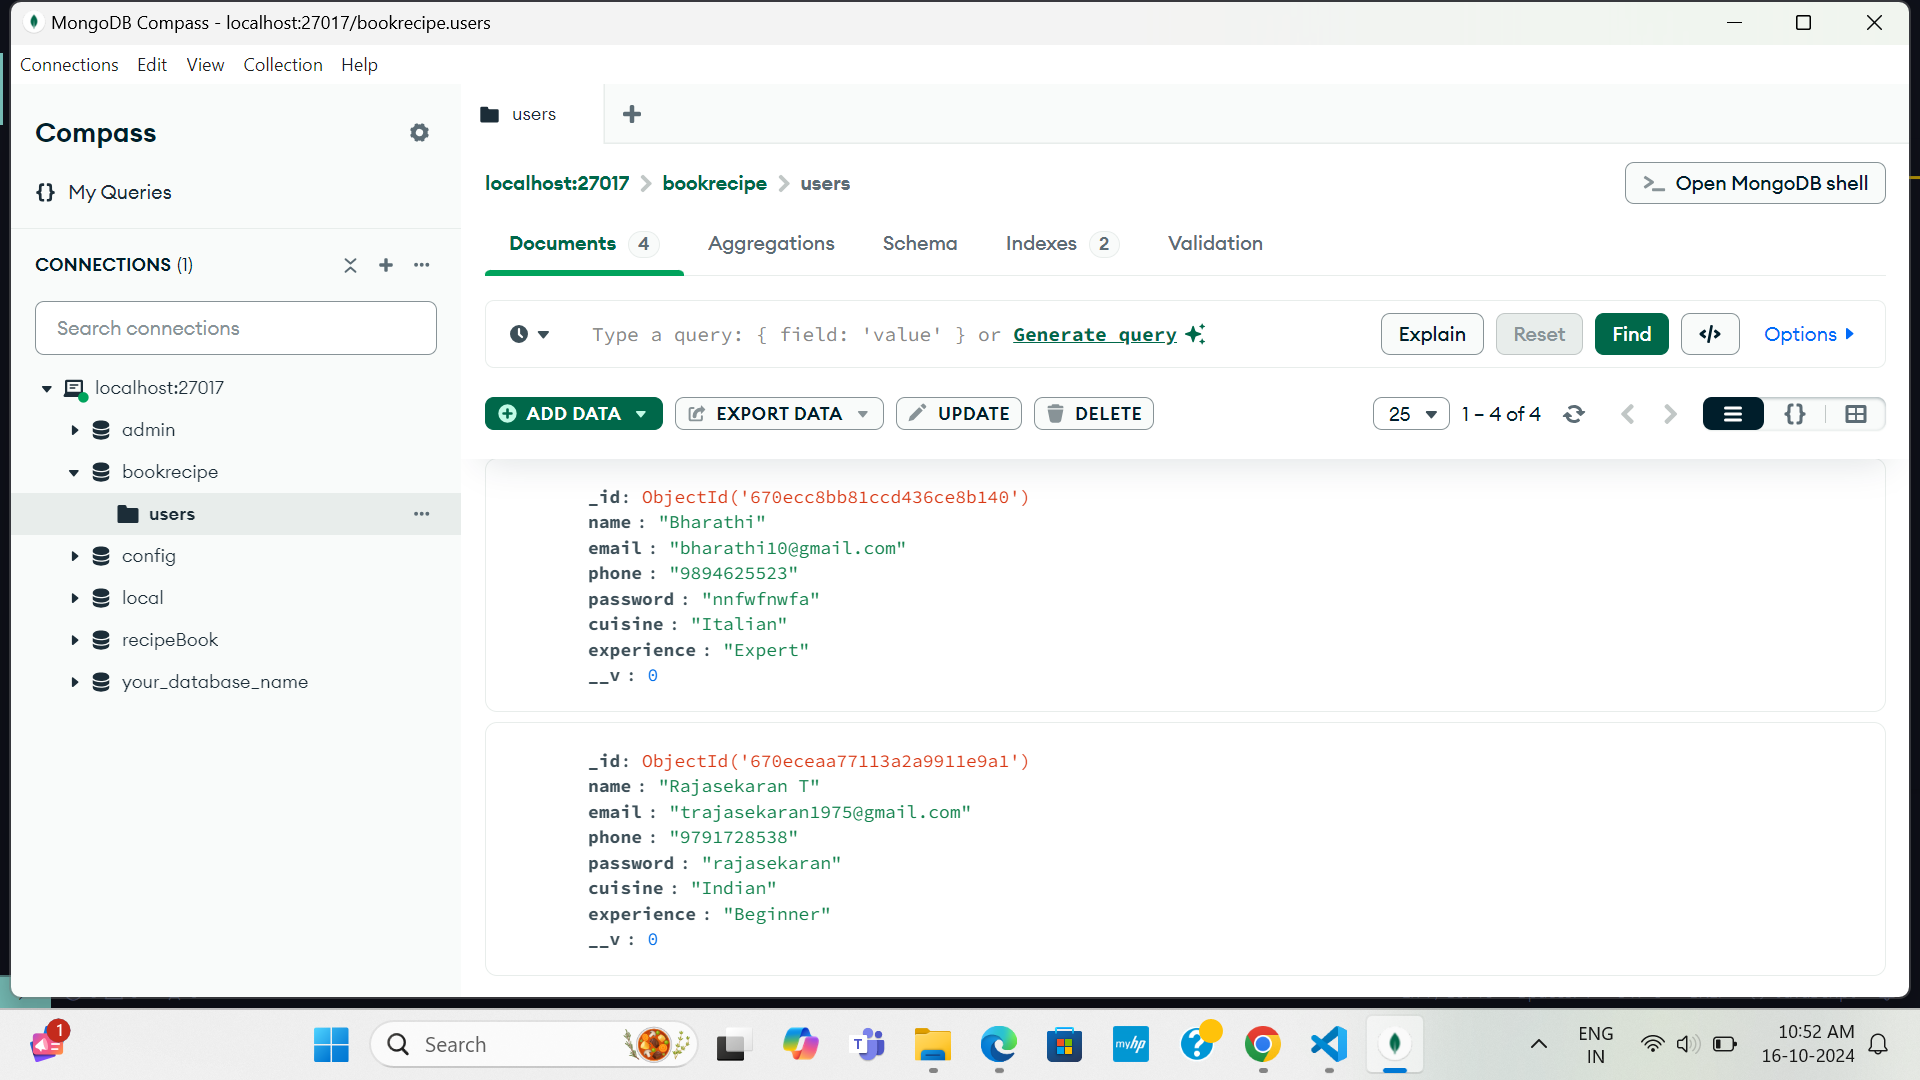 MongoDB Compass - localhost:27017/bookrecipe.users
Connections Edit View Collection Help
Compass
users
My Queries
localhost:27017 > bookrecipe > users
>_ Open MongoDB shell
Documents 4 Aggregations Schema Indexes 2 Validation
CONNECTIONS (1)
Search connections
Type a query: { field: 'value' } or Generate query
Explain Reset Find </> Options
ADD DATA EXPORT DATA UPDATE DELETE
25 1 – 4 of 4 {}
localhost:27017
admin
bookrecipe
users
config
local
recipeBook
your_database_name
_id: ObjectId('670ecc8bb81ccd436ce8b140')
name : "Bharathi"
email : "bharathi10@gmail.com"
phone : "9894625523"
password : "nnfwfnwfa"
cuisine : "Italian"
experience : "Expert"
__v : 0
_id: ObjectId('670eceaa77113a2a9911e9a1')
name : "Rajasekaran T"
email : "trajasekaran1975@gmail.com"
phone : "9791728538"
password : "rajasekaran"
cuisine : "Indian"
experience : "Beginner"
__v : 0
1
Search
T
myhp
?
ENG
IN
10:52 AM
16-10-2024